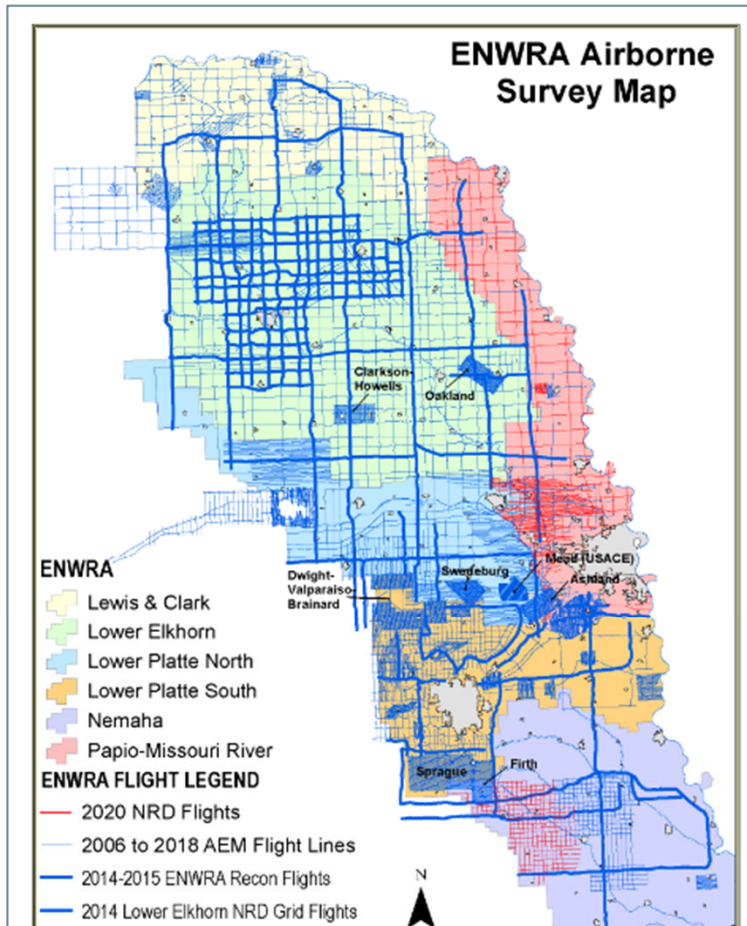 ENWRA Airborne
Survey Map
Clarkson-
Howells
Oakland
Mead (USACE)
Swedeburg
Ashland
Dwight-
Valparaiso-
Brainard
Sprague
Firth
ENWRA
Lewis & Clark
Lower Elkhorn
Lower Platte North
Lower Platte South
Nemaha
Papio-Missouri River
ENWRA FLIGHT LEGEND
2020 NRD Flights
2006 to 2018 AEM Flight Lines
2014-2015 ENWRA Recon Flights
2014 Lower Elkhorn NRD Grid Flights
N